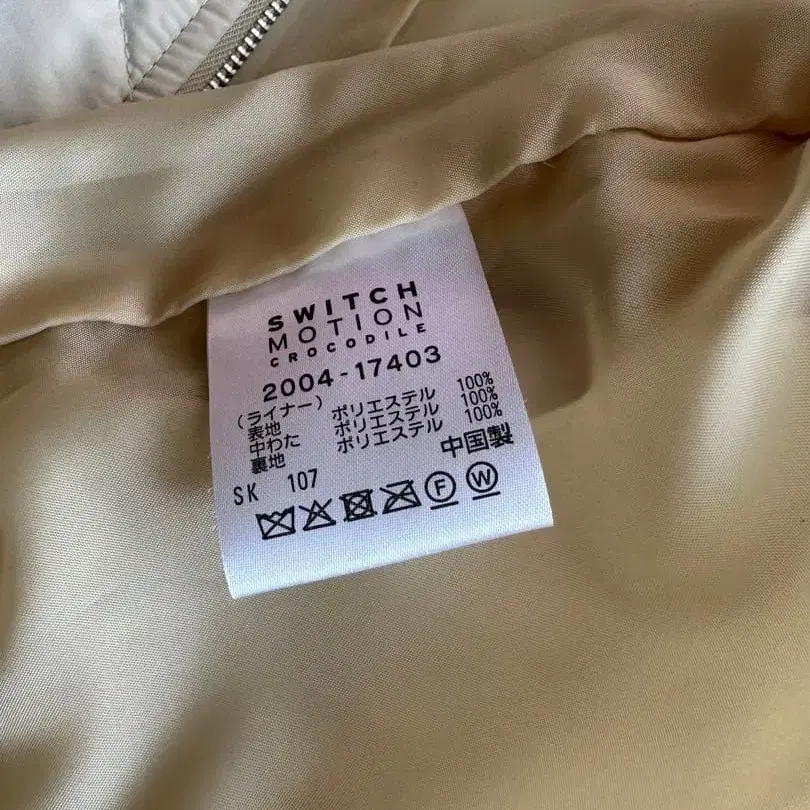 SWITCH
MOTION
CROCODILE
2004-17403
(ライナー)
表地 ポリエステル 100%
中わた ポリエステル 100%
裏地 ポリエステル 100%
中国製
SK 107
F W